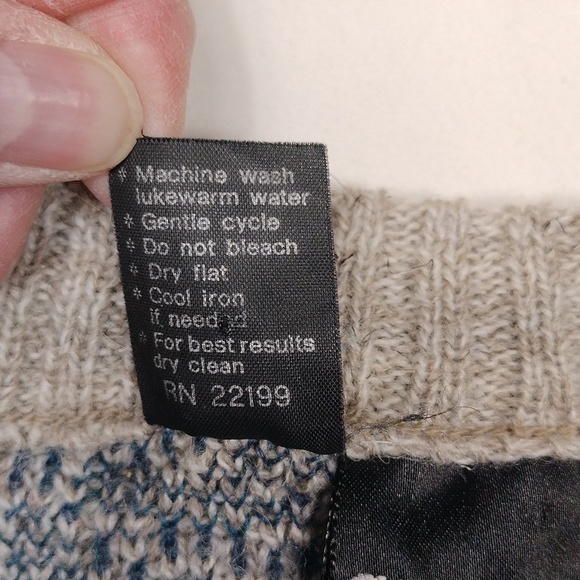 * Machine wash
lukewarm water
* Gentle cycle
* Do not bleach
* Dry flat
* Cool iron
if needed
* For best results
dry clean
RN 22199